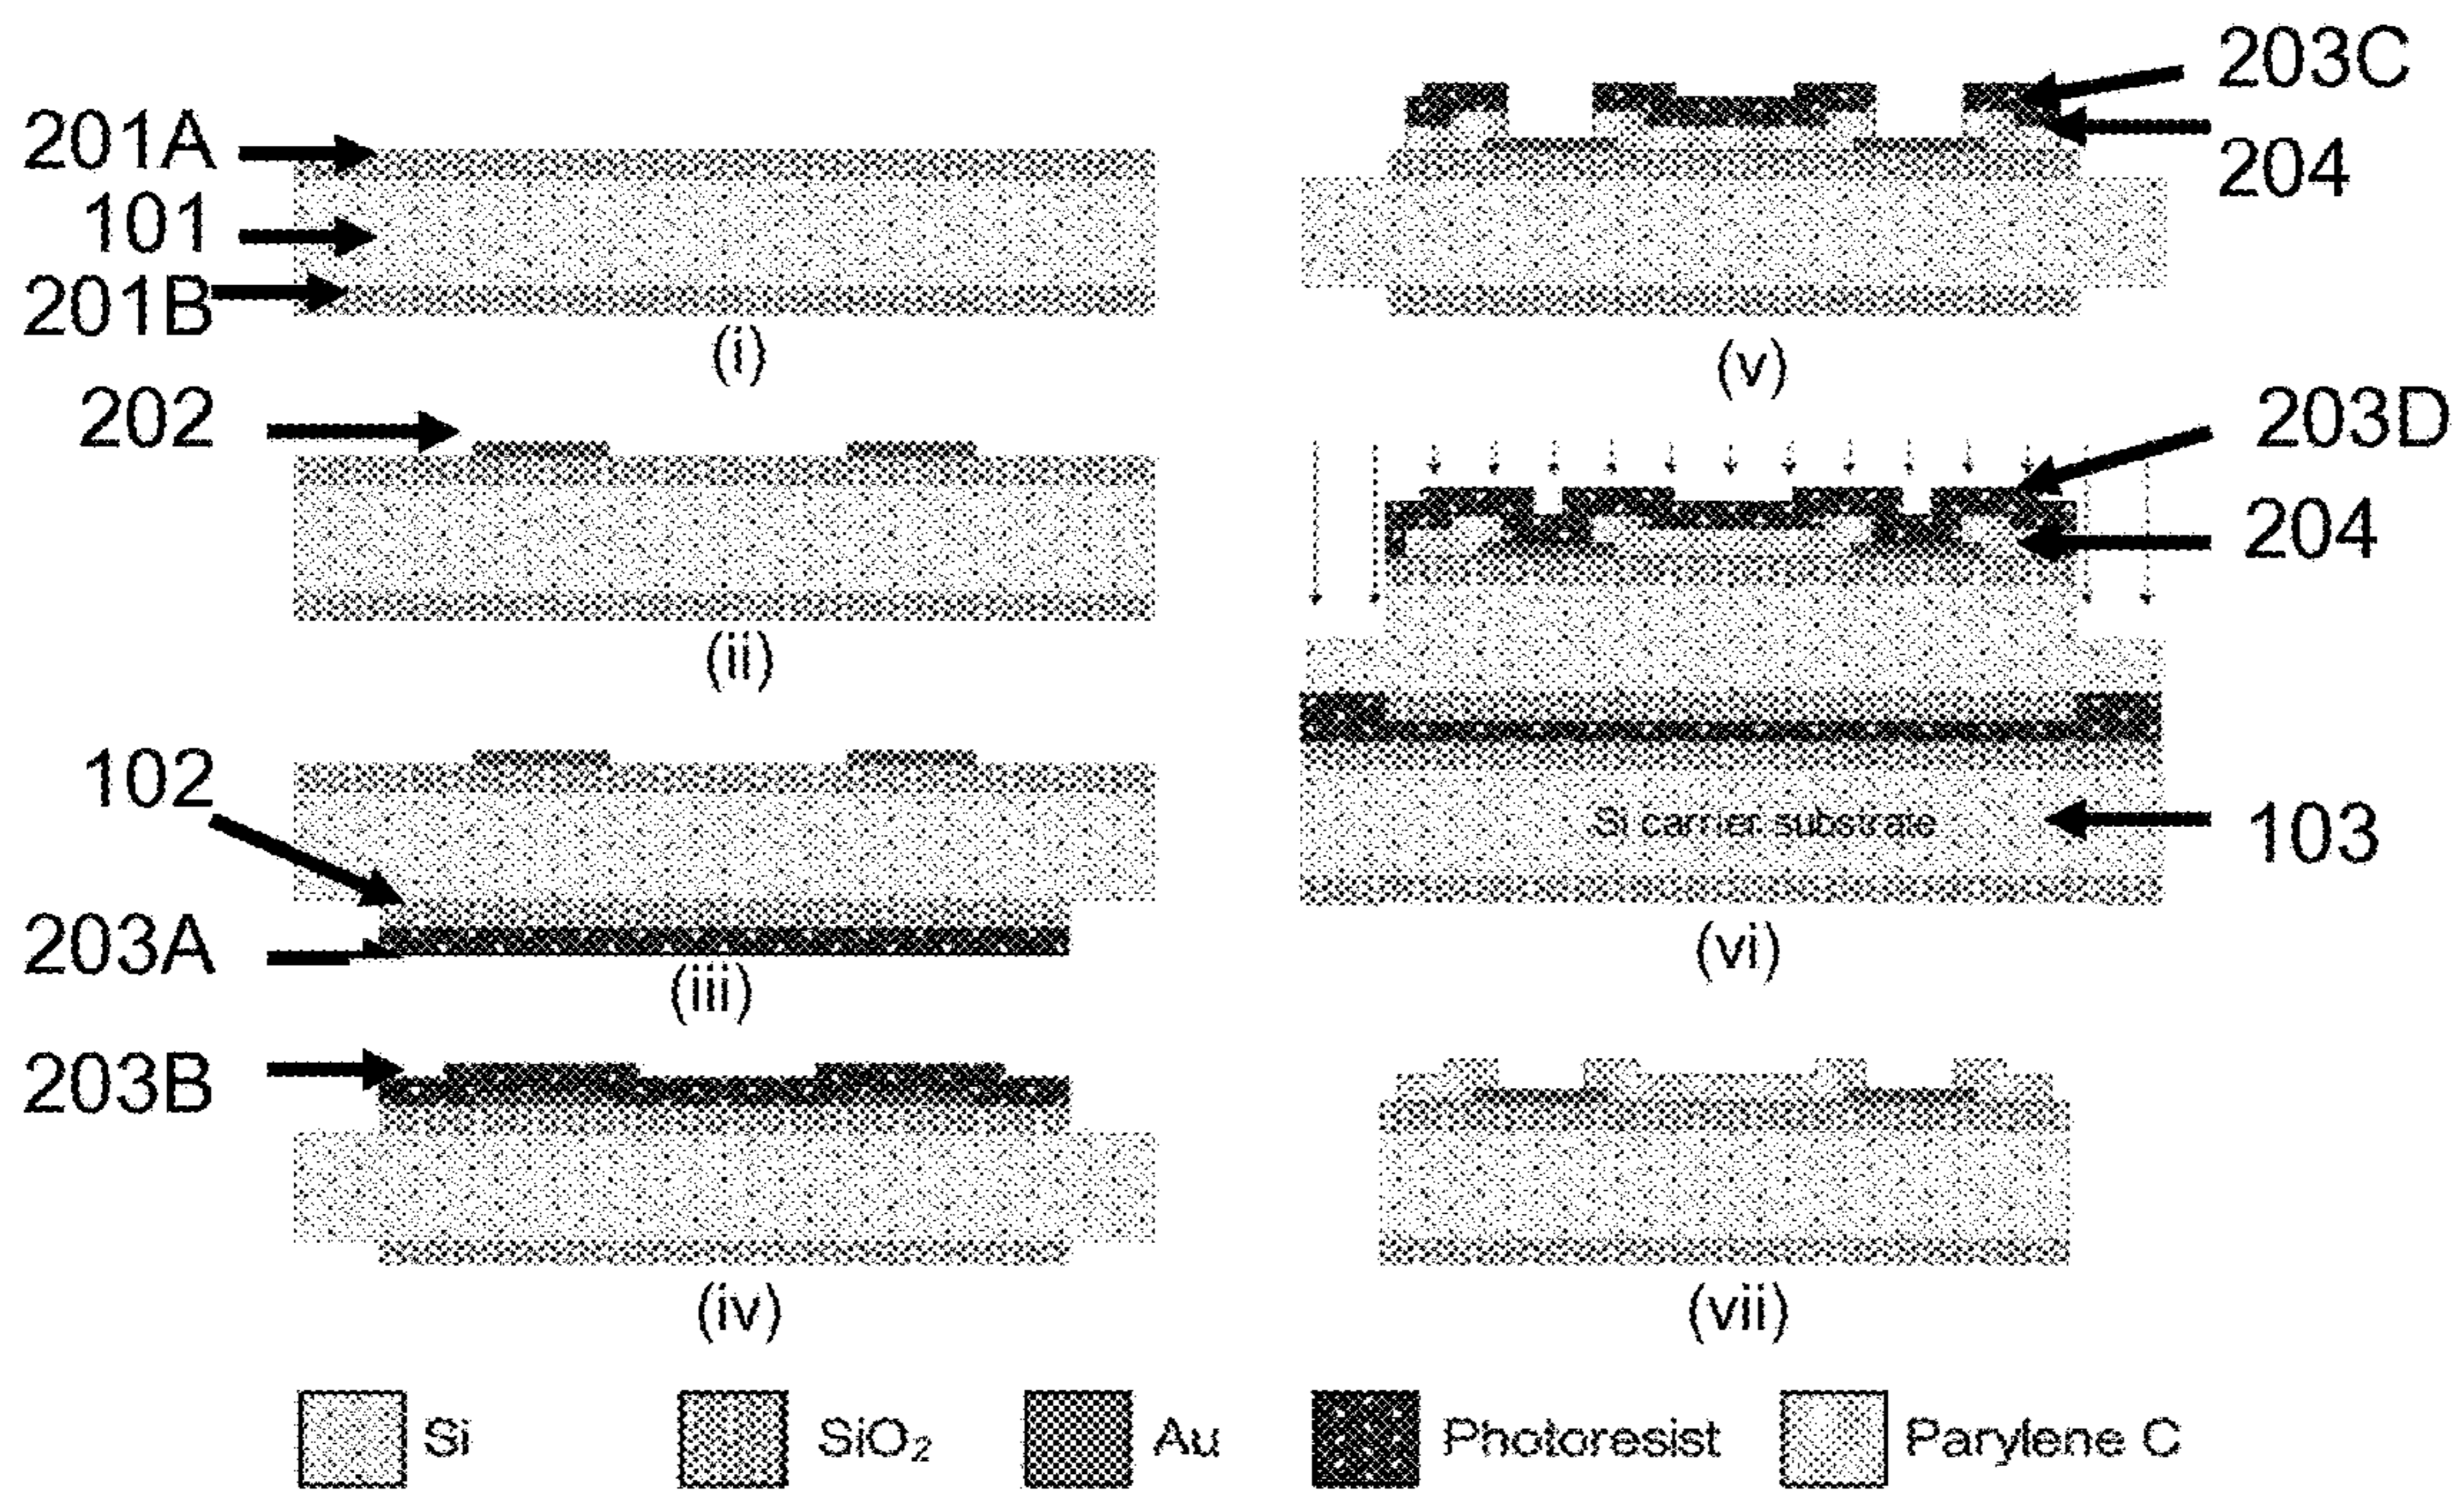 201A
101
201B
(i)
202
(ii)
102
203A
(iii)
203B
(iv)
203C
204
(v)
203D
204
Si carrier substrate
103
(vi)
(vii)
Si
SiO₂
Au
Photoresist
Parylene C